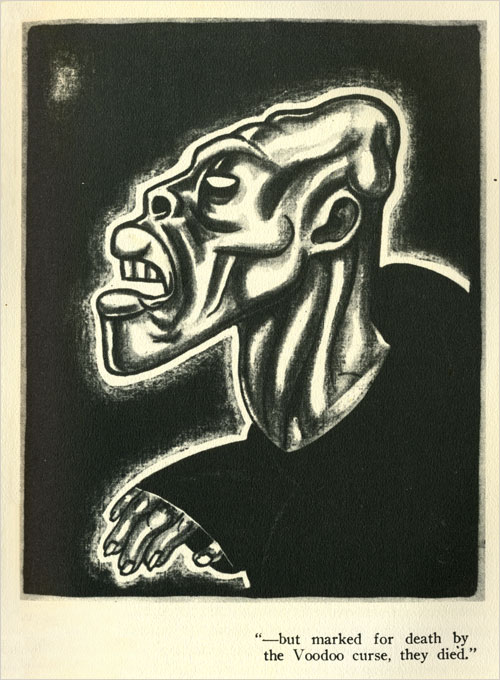 “—but marked for death by
the Voodoo curse, they died.”